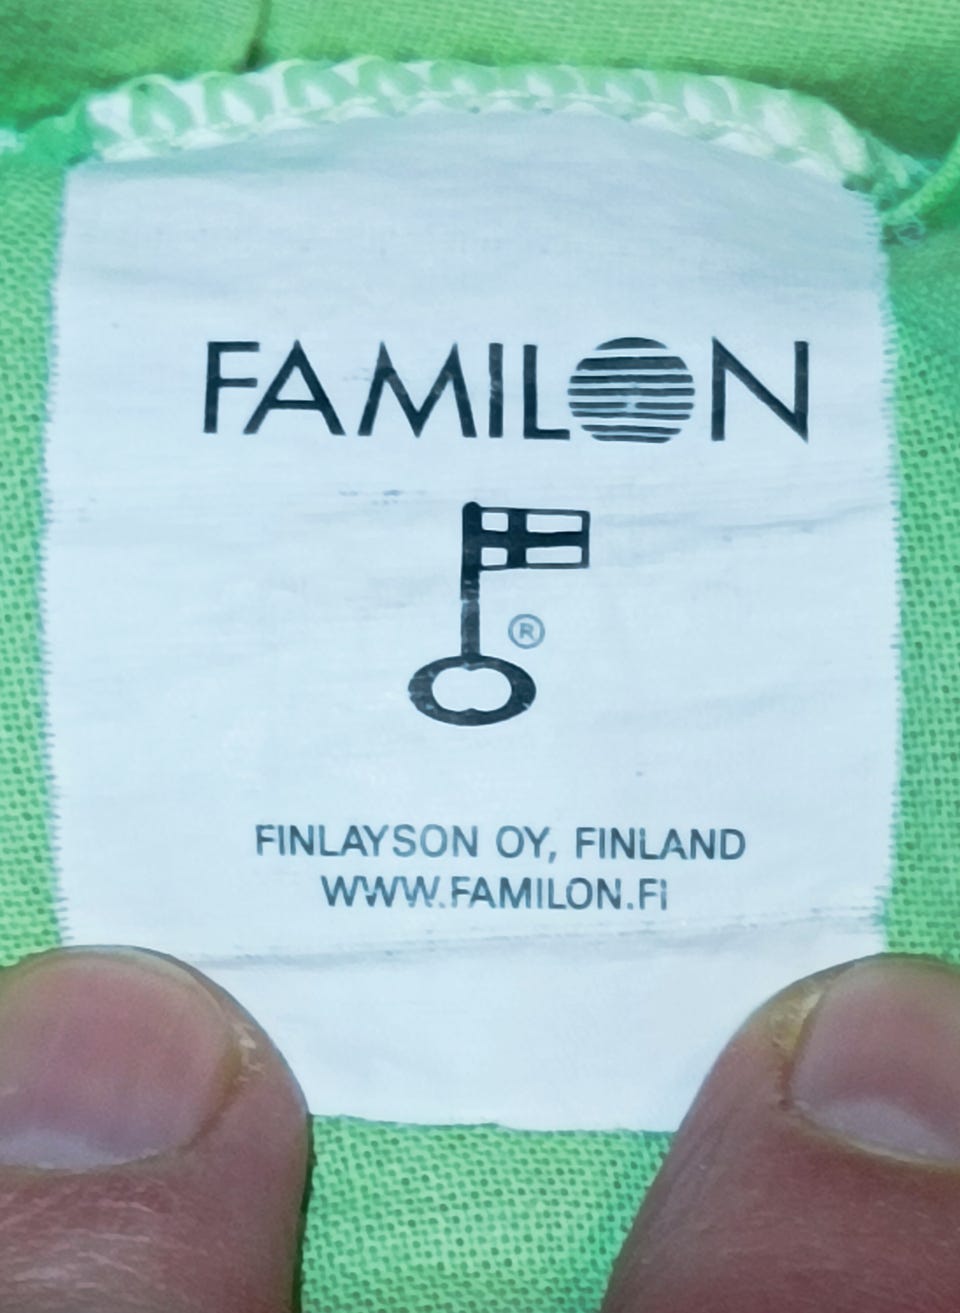 FAMILON
®
FINLAYSON OY, FINLAND
WWW.FAMILON.FI